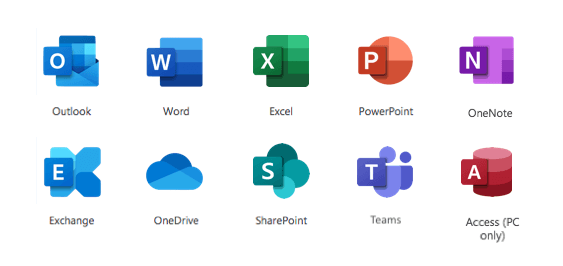 O W X P N
Outlook Word Excel PowerPoint OneNote
E S T A
Exchange OneDrive SharePoint Teams Access (PC
only)